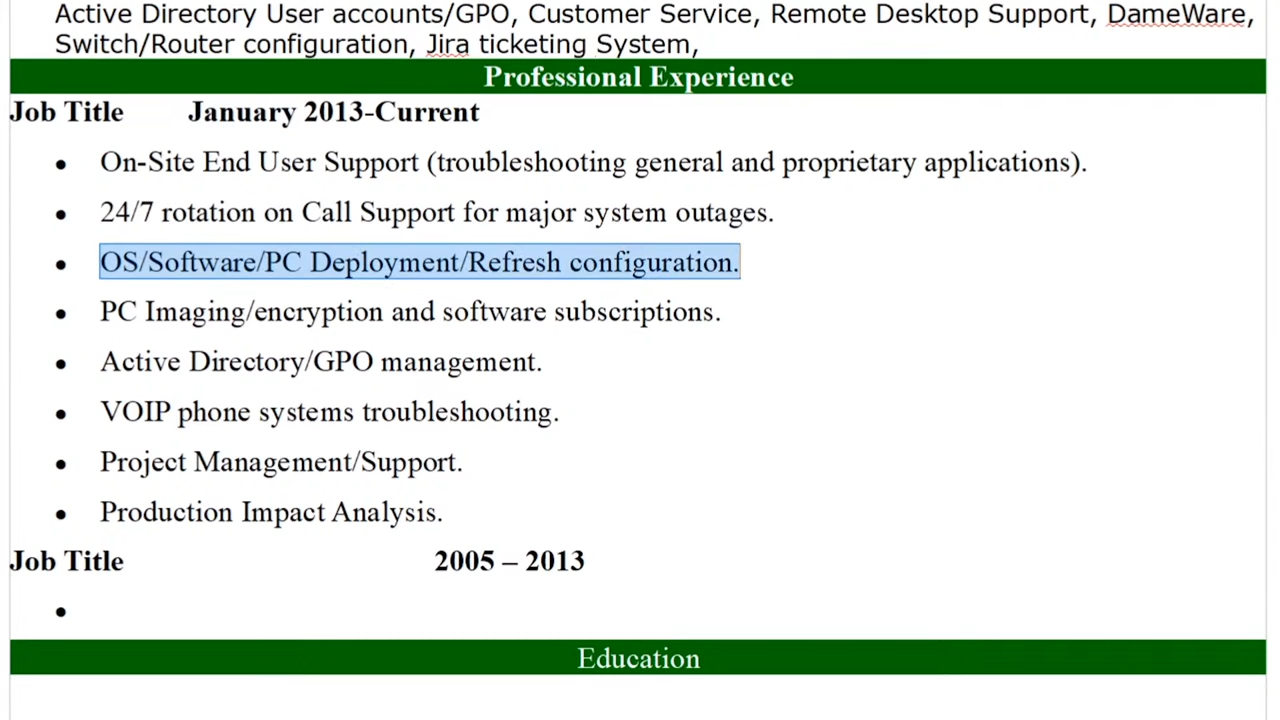 Active Directory User accounts/GPO, Customer Service, Remote Desktop Support, DameWare,
Switch/Router configuration, Jira ticketing System,
Professional Experience
Job Title January 2013-Current
• On-Site End User Support (troubleshooting general and proprietary applications).
• 24/7 rotation on Call Support for major system outages.
• OS/Software/PC Deployment/Refresh configuration.
• PC Imaging/encryption and software subscriptions.
• Active Directory/GPO management.
• VOIP phone systems troubleshooting.
• Project Management/Support.
• Production Impact Analysis.
Job Title 2005 – 2013
•
Education